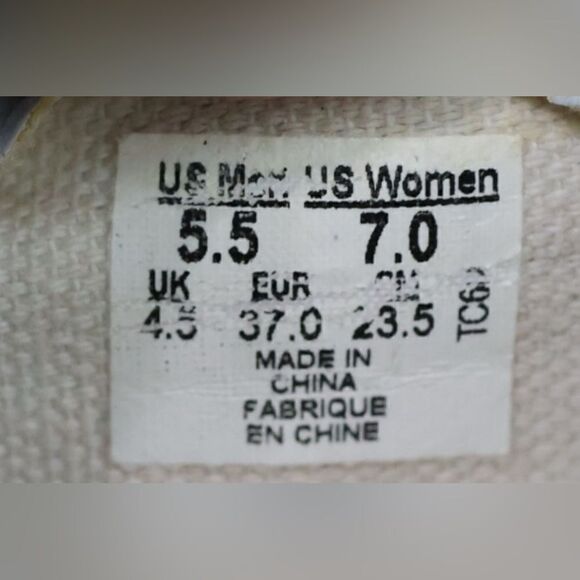 US Men US Women
5.5 7.0
UK EUR CM
4.5 37.0 23.5
MADE IN
CHINA
FABRIQUE
EN CHINE